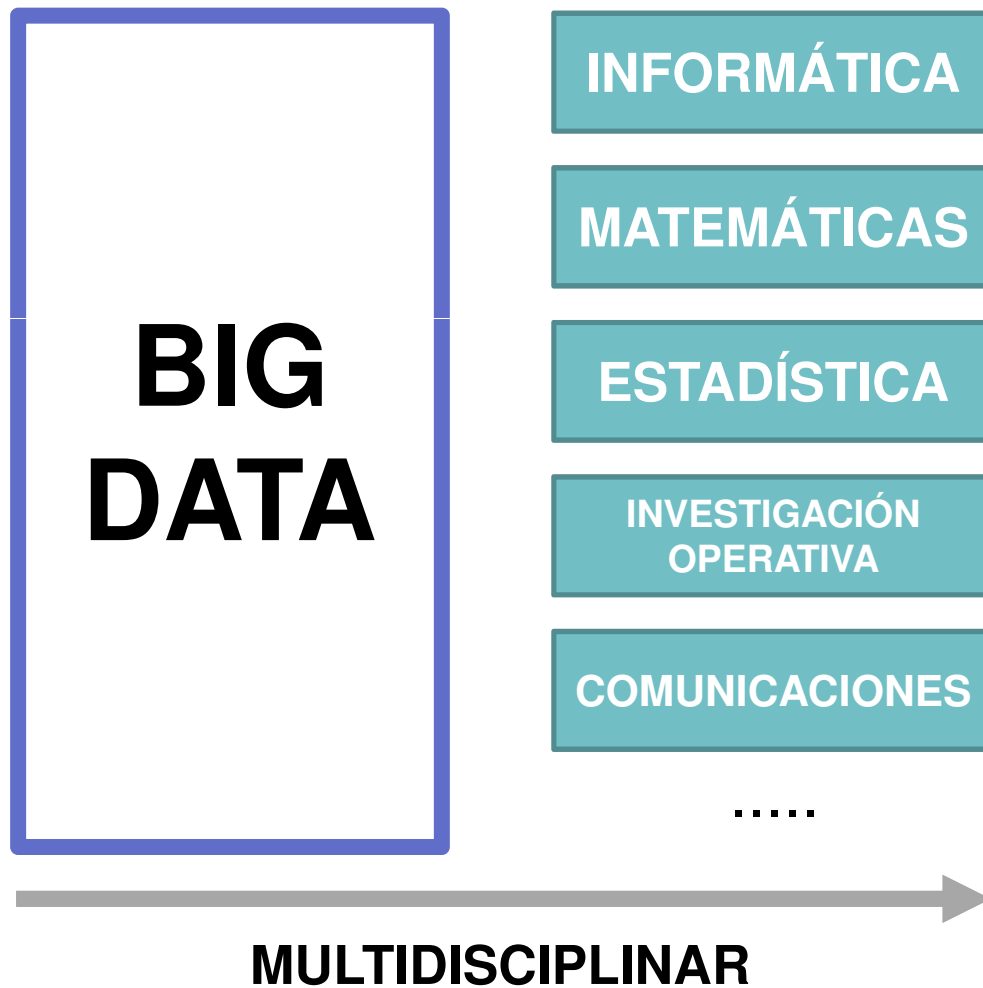 BIG
DATA
INFORMÁTICA
MATEMÁTICAS
ESTADÍSTICA
INVESTIGACIÓN
OPERATIVA
COMUNICACIONES
.....
MULTIDISCIPLINAR